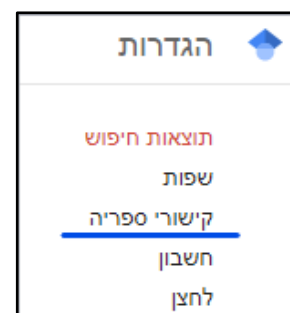 הגדרות
תוצאות חיפוש
שפות
קישורי ספריה
חשבון
לחצן